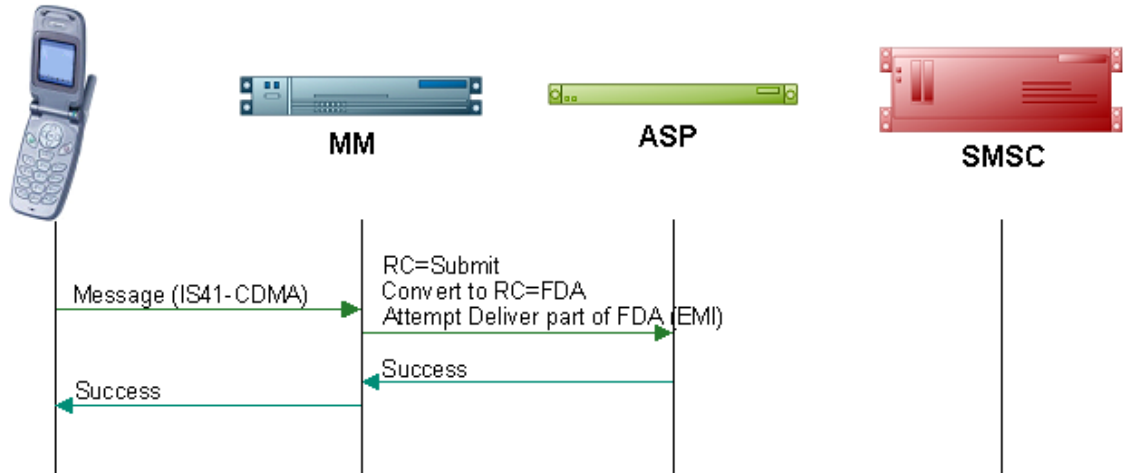 MM
ASP
SMSC
RC=Submit
Convert to RC=FDA
Message (IS41-CDMA)
Attempt Deliver part of FDA (EMI)
Success
Success